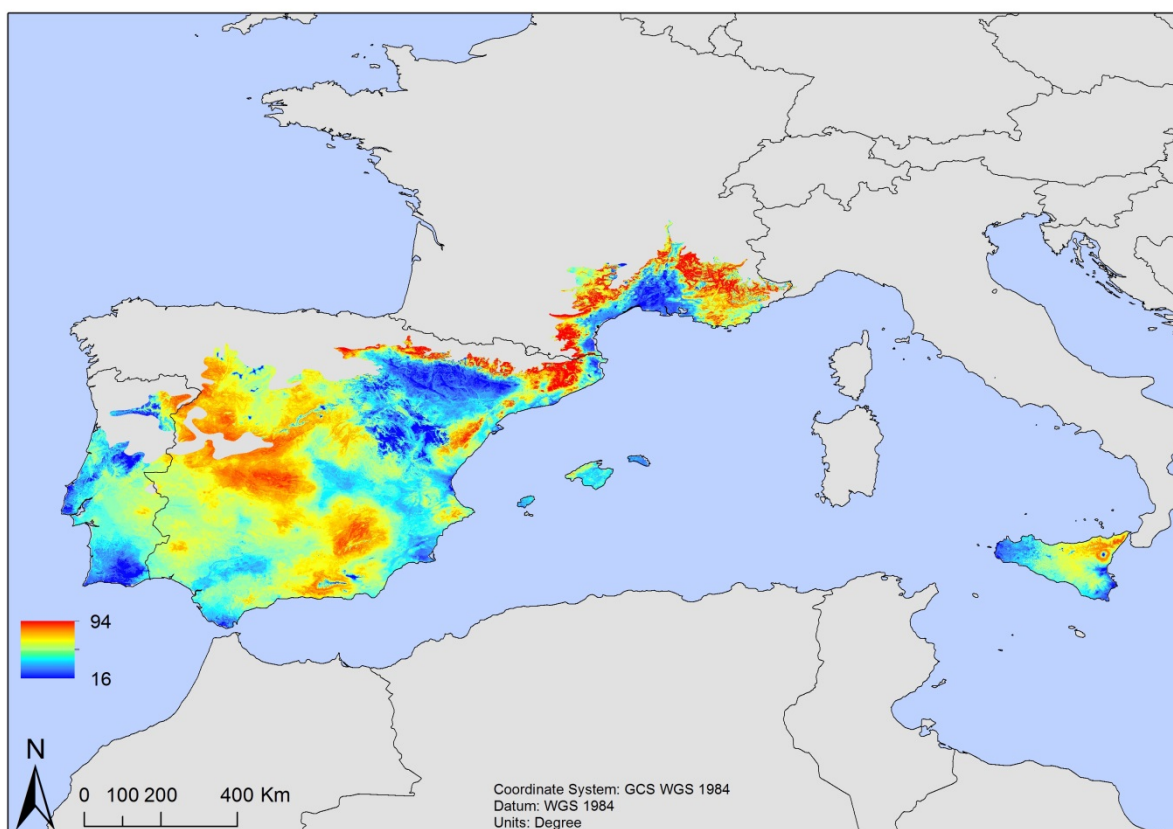 94
16
N
0 100 200 400 Km
Coordinate System: GCS WGS 1984
Datum: WGS 1984
Units: Degree